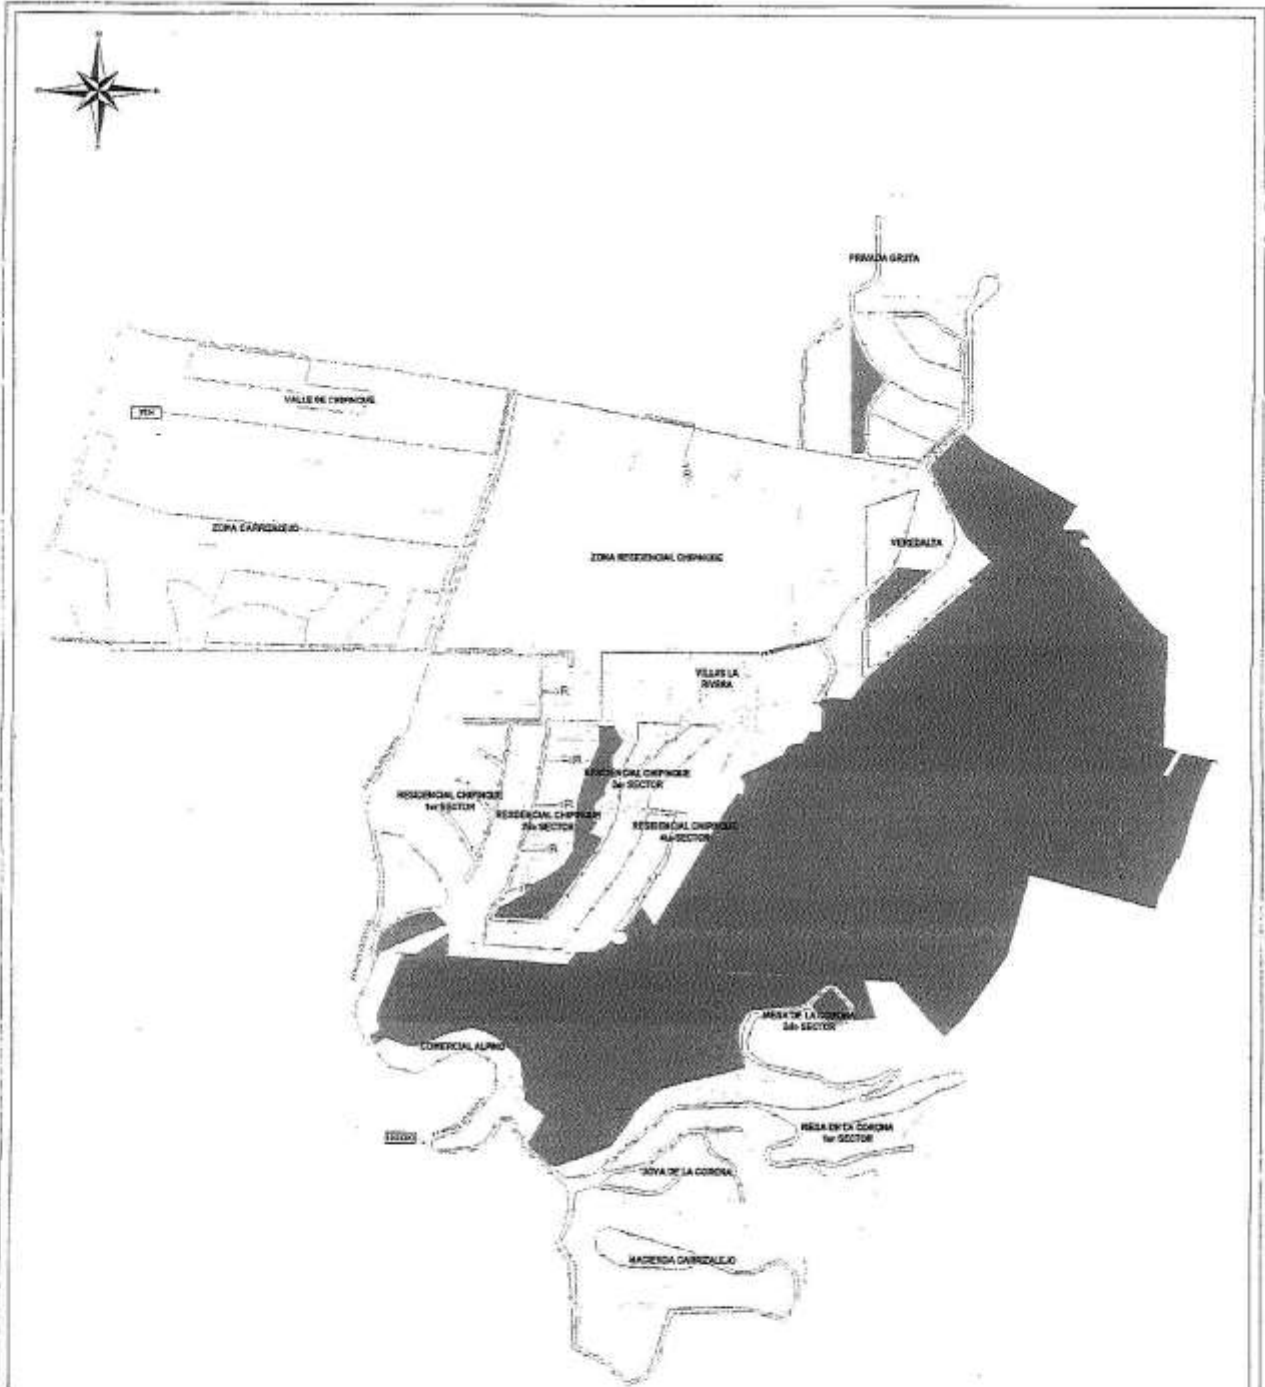 PRIVADA GRUTA
VALLE DE CHIPINQUE
ZONA CARRIZALEJO
ZONA RESIDENCIAL CHIPINQUE
VEREDALTA
VILLAS LA
RIVERA
RESIDENCIAL CHIPINQUE
3er SECTOR
RESIDENCIAL CHIPINQUE
1er SECTOR
RESIDENCIAL CHIPINQUE
2do SECTOR
RESIDENCIAL CHIPINQUE
4to SECTOR
MESA DE LA CORONA
2do SECTOR
COMERCIAL ALPINO
MESA DE LA CORONA
1er SECTOR
JOYA DE LA CORONA
HACIENDA CARRIZALEJO